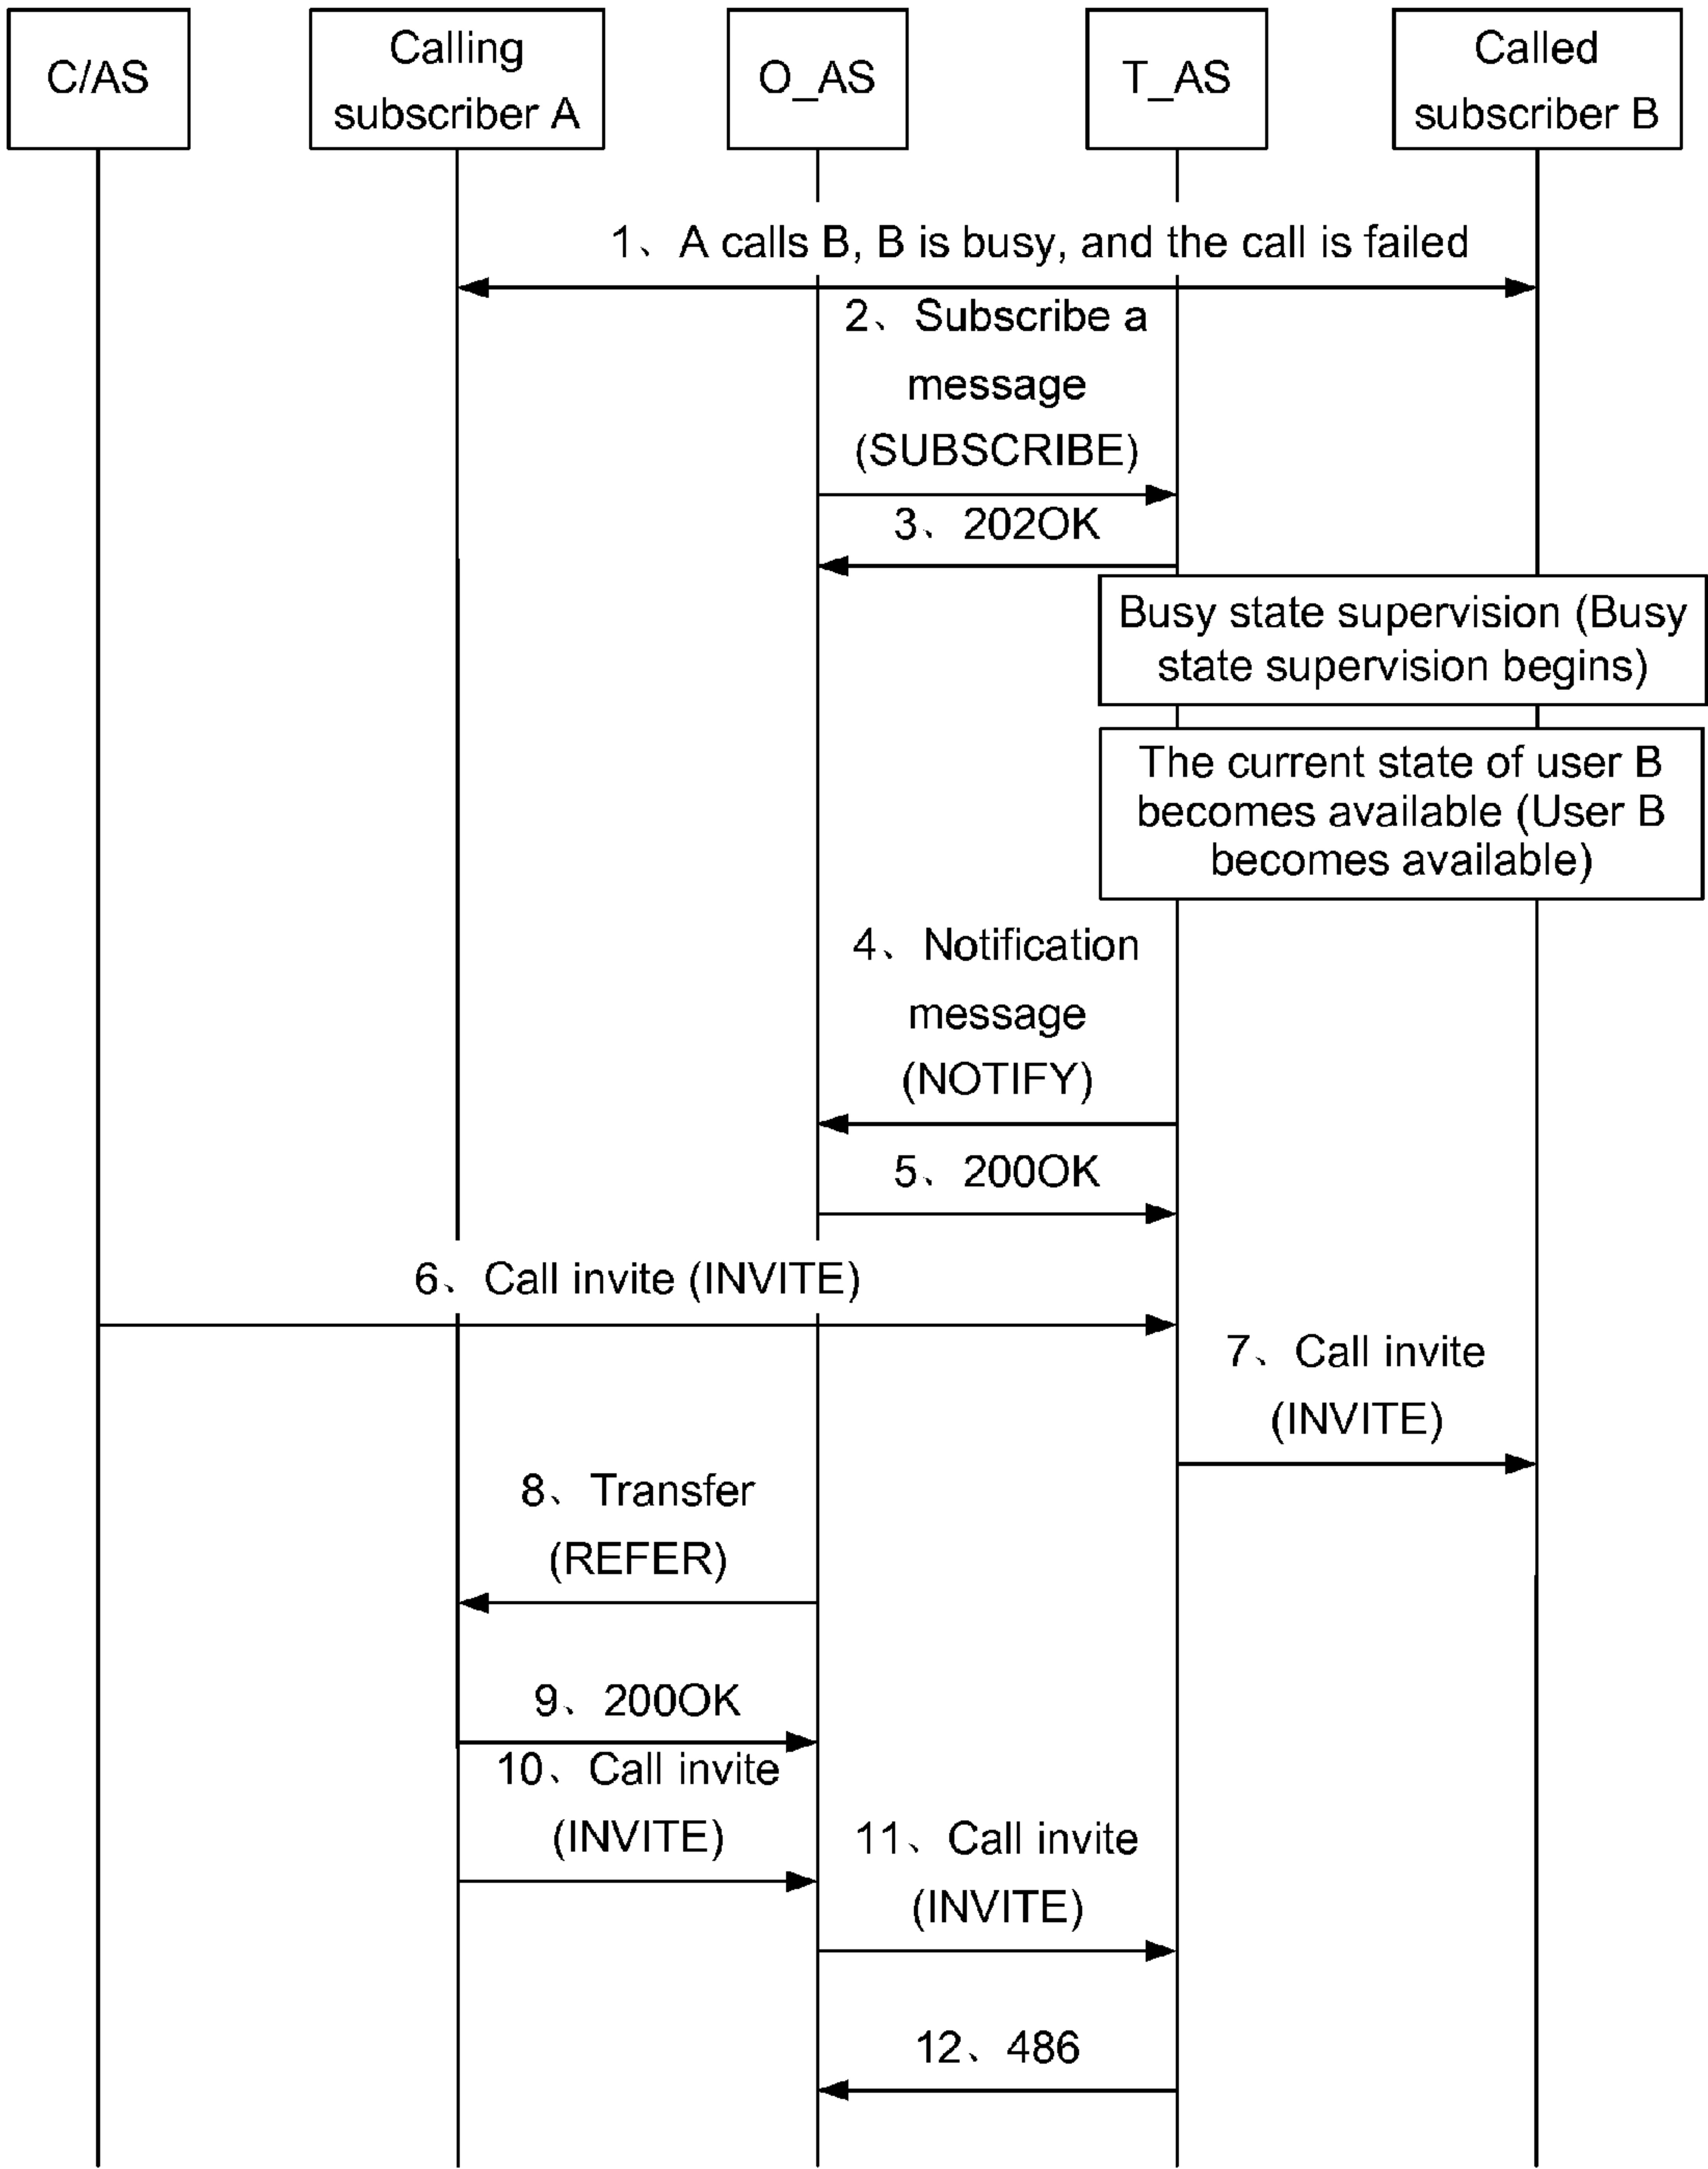 C/AS
Calling
subscriber A
O_AS
T_AS
Called
subscriber B
1、A calls B, B is busy, and the call is failed
2、Subscribe a
message
(SUBSCRIBE)
3、202OK
Busy state supervision (Busy
state supervision begins)
The current state of user B
becomes available (User B
becomes available)
4、Notification
message
(NOTIFY)
5、200OK
6、Call invite (INVITE)
7、Call invite
(INVITE)
8、Transfer
(REFER)
9、200OK
10、Call invite
(INVITE)
11、Call invite
(INVITE)
12、486